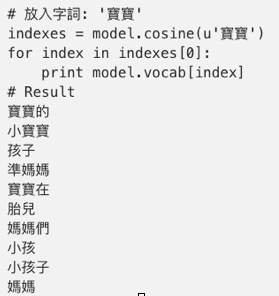 # 放入字詞: '寶寶'
indexes = model.cosine(u'寶寶')
for index in indexes[0]:
    print model.vocab[index]
# Result
寶寶的
小寶寶
孩子
準媽媽
寶寶在
胎兒
媽媽們
小孩
小孩子
媽媽